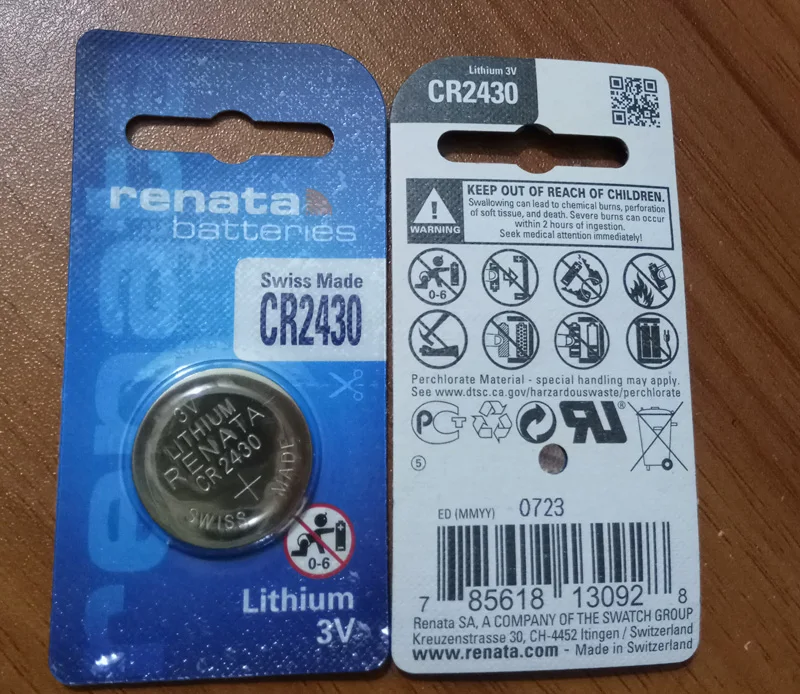 renata
batteries
Swiss Made
CR2430
3V
LITHIUM
RENATA
CR 2430
+
SWISS MADE
0-6
Lithium
3V
renata
Lithium 3V
CR2430
KEEP OUT OF REACH OF CHILDREN.
Swallowing can lead to chemical burns, perforation
of soft tissue, and death. Severe burns can occur
within 2 hours of ingestion.
Seek medical attention immediately!
WARNING
0-6
Perchlorate Material - special handling may apply.
See www.dtsc.ca.gov/harzardouswaste/perchlorate
5
ED (MMYY) 0723
7 85618 13092 8
Renata SA, A COMPANY OF THE SWATCH GROUP
Kreuzenstrasse 30, CH-4452 Itingen / Switzerland
www.renata.com - Made in Switzerland